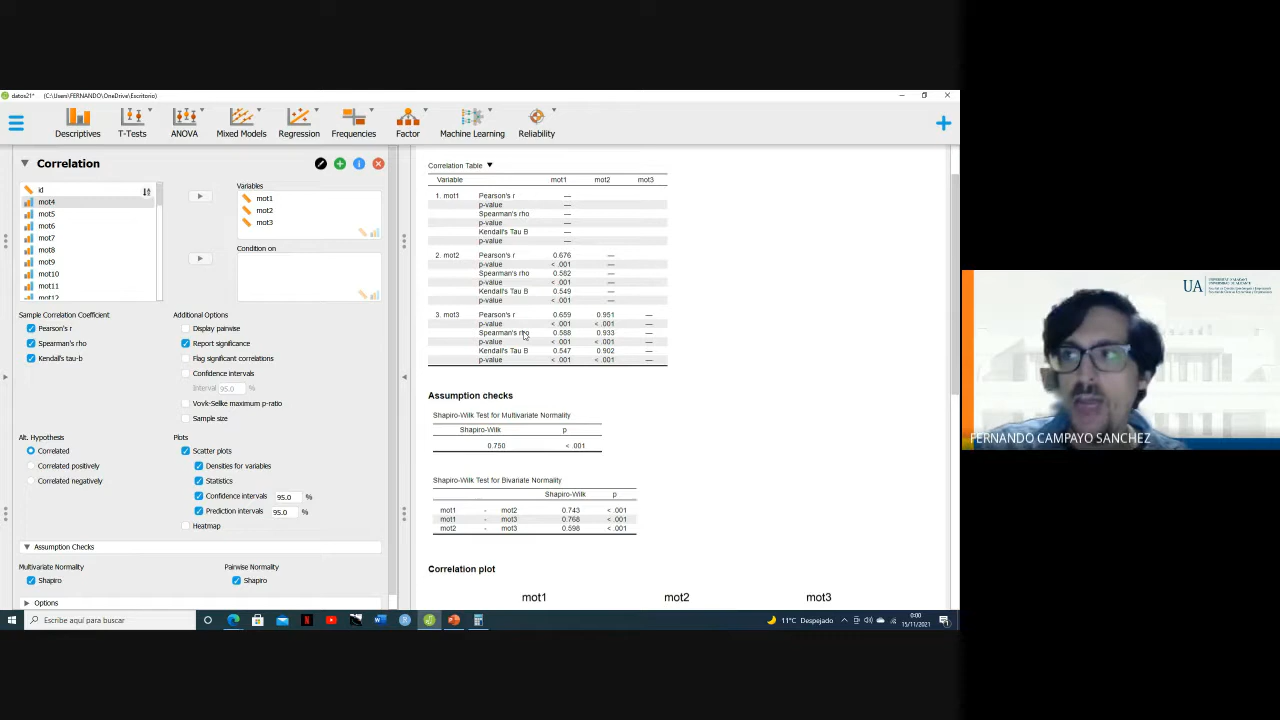 datos21* (C:\Users\FERNANDO\OneDrive\Escritorio)
Descriptives T-Tests ANOVA Mixed Models Regression Frequencies Factor Machine Learning Reliability
Correlation
id
mot4
mot5
mot6
mot7
mot8
mot9
mot10
mot11
mot12
Variables
mot1
mot2
mot3
Condition on
Sample Correlation Coefficient
Pearson's r
Spearman's rho
Kendall's tau-b
Additional Options
Display pairwise
Report significance
Flag significant correlations
Confidence intervals
Interval 95.0 %
Vovk-Sellke maximum p-ratio
Sample size
Alt. Hypothesis
Correlated
Correlated positively
Correlated negatively
Plots
Scatter plots
Densities for variables
Statistics
Confidence intervals 95.0 %
Prediction intervals 95.0 %
Heatmap
Assumption Checks
Multivariate Normality
Shapiro
Pairwise Normality
Shapiro
Options
Correlation Table
Variable mot1 mot2 mot3
1. mot1 Pearson's r —
p-value —
Spearman's rho —
p-value —
Kendall's Tau B —
p-value —
2. mot2 Pearson's r 0.676 —
p-value < .001 —
Spearman's rho 0.582 —
p-value < .001 —
Kendall's Tau B 0.549 —
p-value < .001 —
3. mot3 Pearson's r 0.659 0.951 —
p-value < .001 < .001 —
Spearman's rho 0.588 0.933 —
p-value < .001 < .001 —
Kendall's Tau B 0.547 0.902 —
p-value < .001 < .001 —
Assumption checks
Shapiro-Wilk Test for Multivariate Normality
Shapiro-Wilk p
0.750 < .001
Shapiro-Wilk Test for Bivariate Normality
Shapiro-Wilk p
mot1 - mot2 0.743 < .001
mot1 - mot3 0.768 < .001
mot2 - mot3 0.598 < .001
Correlation plot
mot1 mot2 mot3
Escribe aquí para buscar
11°C Despejado
0:00
15/11/2021
UA
FERNANDO CAMPAYO SANCHEZ